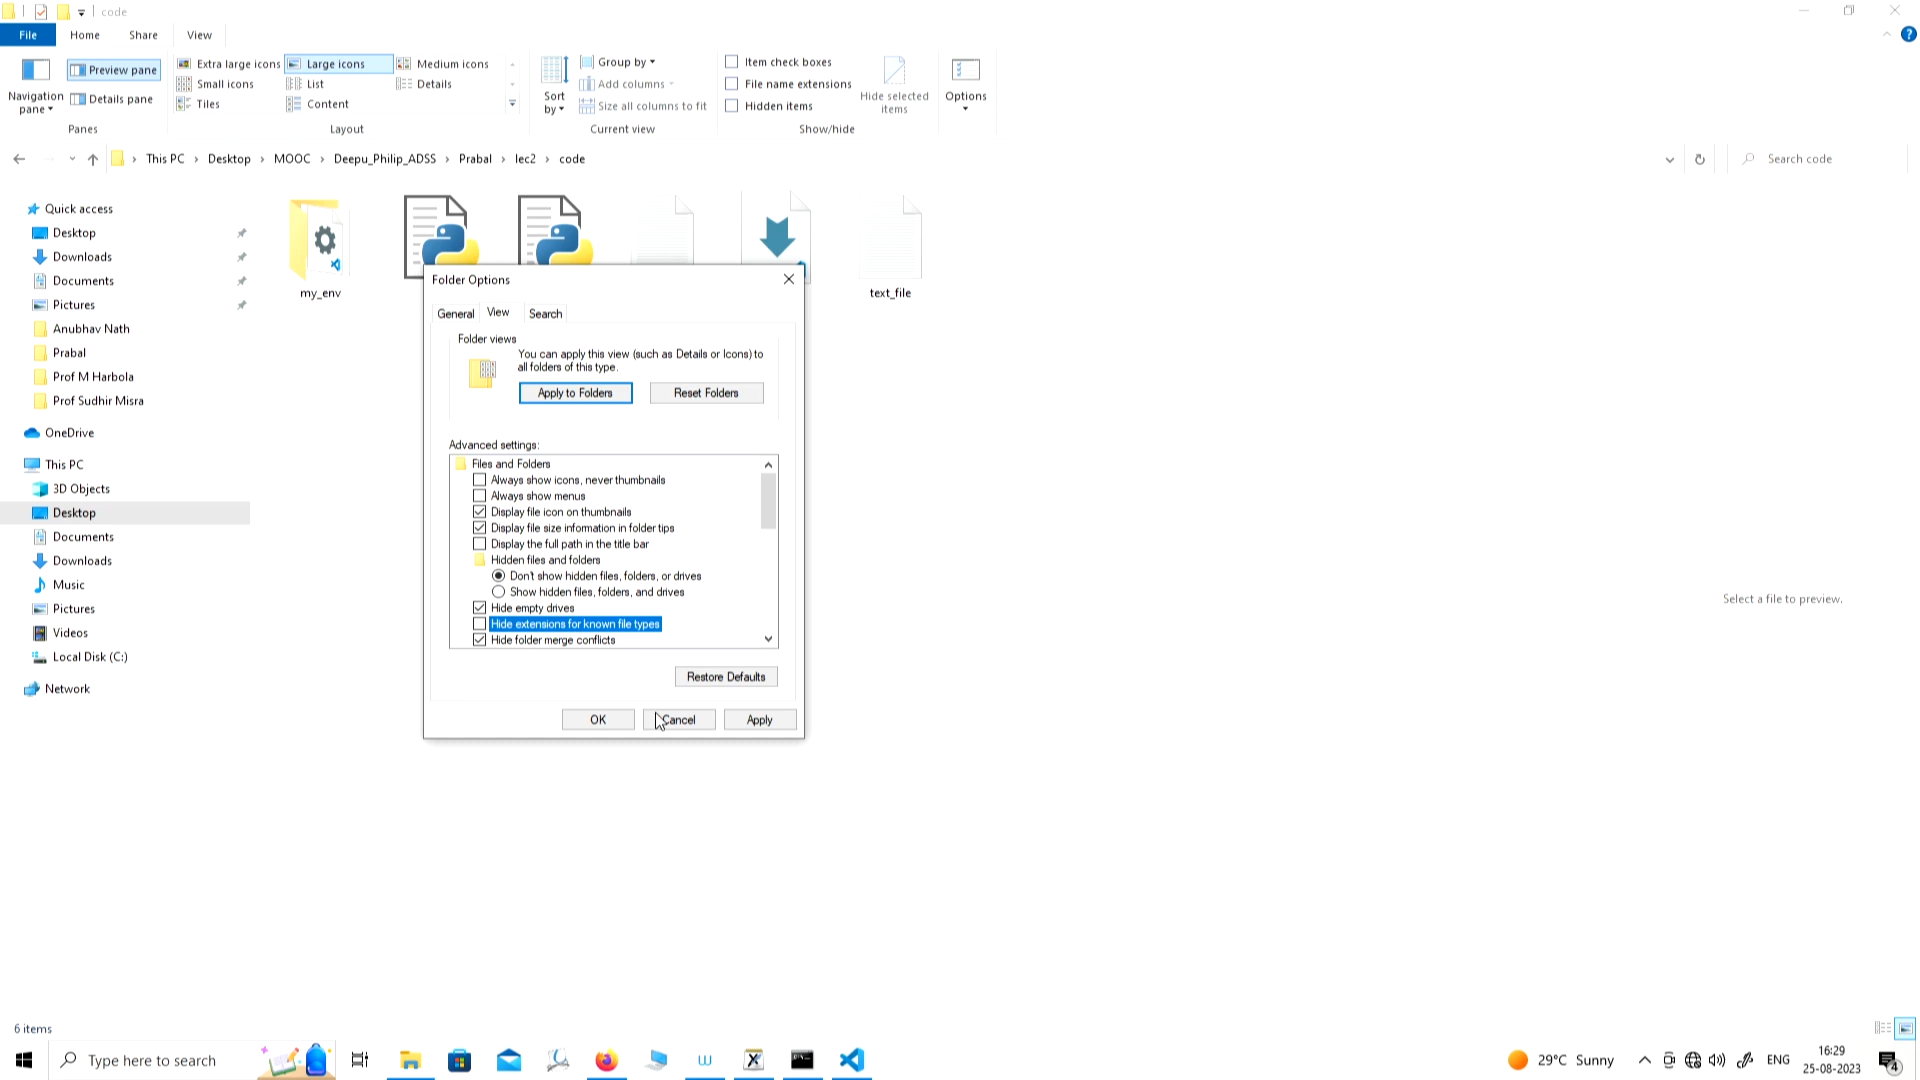 code
File
Home
Share
View
Navigation pane
Preview pane
Details pane
Panes
Extra large icons
Large icons
Medium icons
Small icons
List
Details
Tiles
Content
Layout
Sort by
Group by
Add columns
Size all columns to fit
Current view
Item check boxes
File name extensions
Hidden items
Hide selected items
Show/hide
Options
This PC > Desktop > MOOC > Deepu_Philip_ADSS > Prabal > lec2 > code
Search code
Quick access
Desktop
Downloads
Documents
Pictures
Anubhav Nath
Prabal
Prof M Harbola
Prof Sudhir Misra
OneDrive
This PC
3D Objects
Desktop
Documents
Downloads
Music
Pictures
Videos
Local Disk (C:)
Network
my_env
text_file
Folder Options
General
View
Search
Folder views
You can apply this view (such as Details or Icons) to
all folders of this type.
Apply to Folders
Reset Folders
Advanced settings:
Files and Folders
Always show icons, never thumbnails
Always show menus
Display file icon on thumbnails
Display file size information in folder tips
Display the full path in the title bar
Hidden files and folders
Don't show hidden files, folders, or drives
Show hidden files, folders, and drives
Hide empty drives
Hide extensions for known file types
Hide folder merge conflicts
Restore Defaults
OK
Cancel
Apply
Select a file to preview.
6 items
Type here to search
29°C Sunny
ENG
16:29
25-08-2023
4